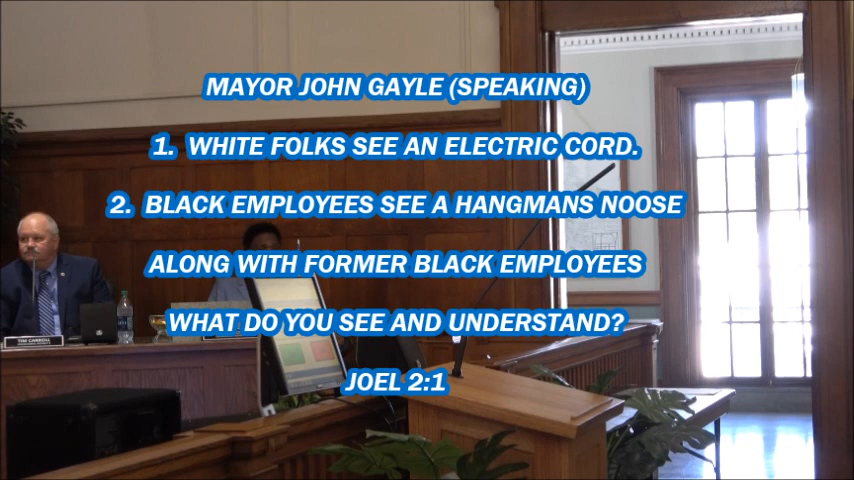 MAYOR JOHN GAYLE (SPEAKING)
1. WHITE FOLKS SEE AN ELECTRIC CORD.
2. BLACK EMPLOYEES SEE A HANGMANS NOOSE
ALONG WITH FORMER BLACK EMPLOYEES
WHAT DO YOU SEE AND UNDERSTAND?
JOEL 2:1
TIM CARROLL